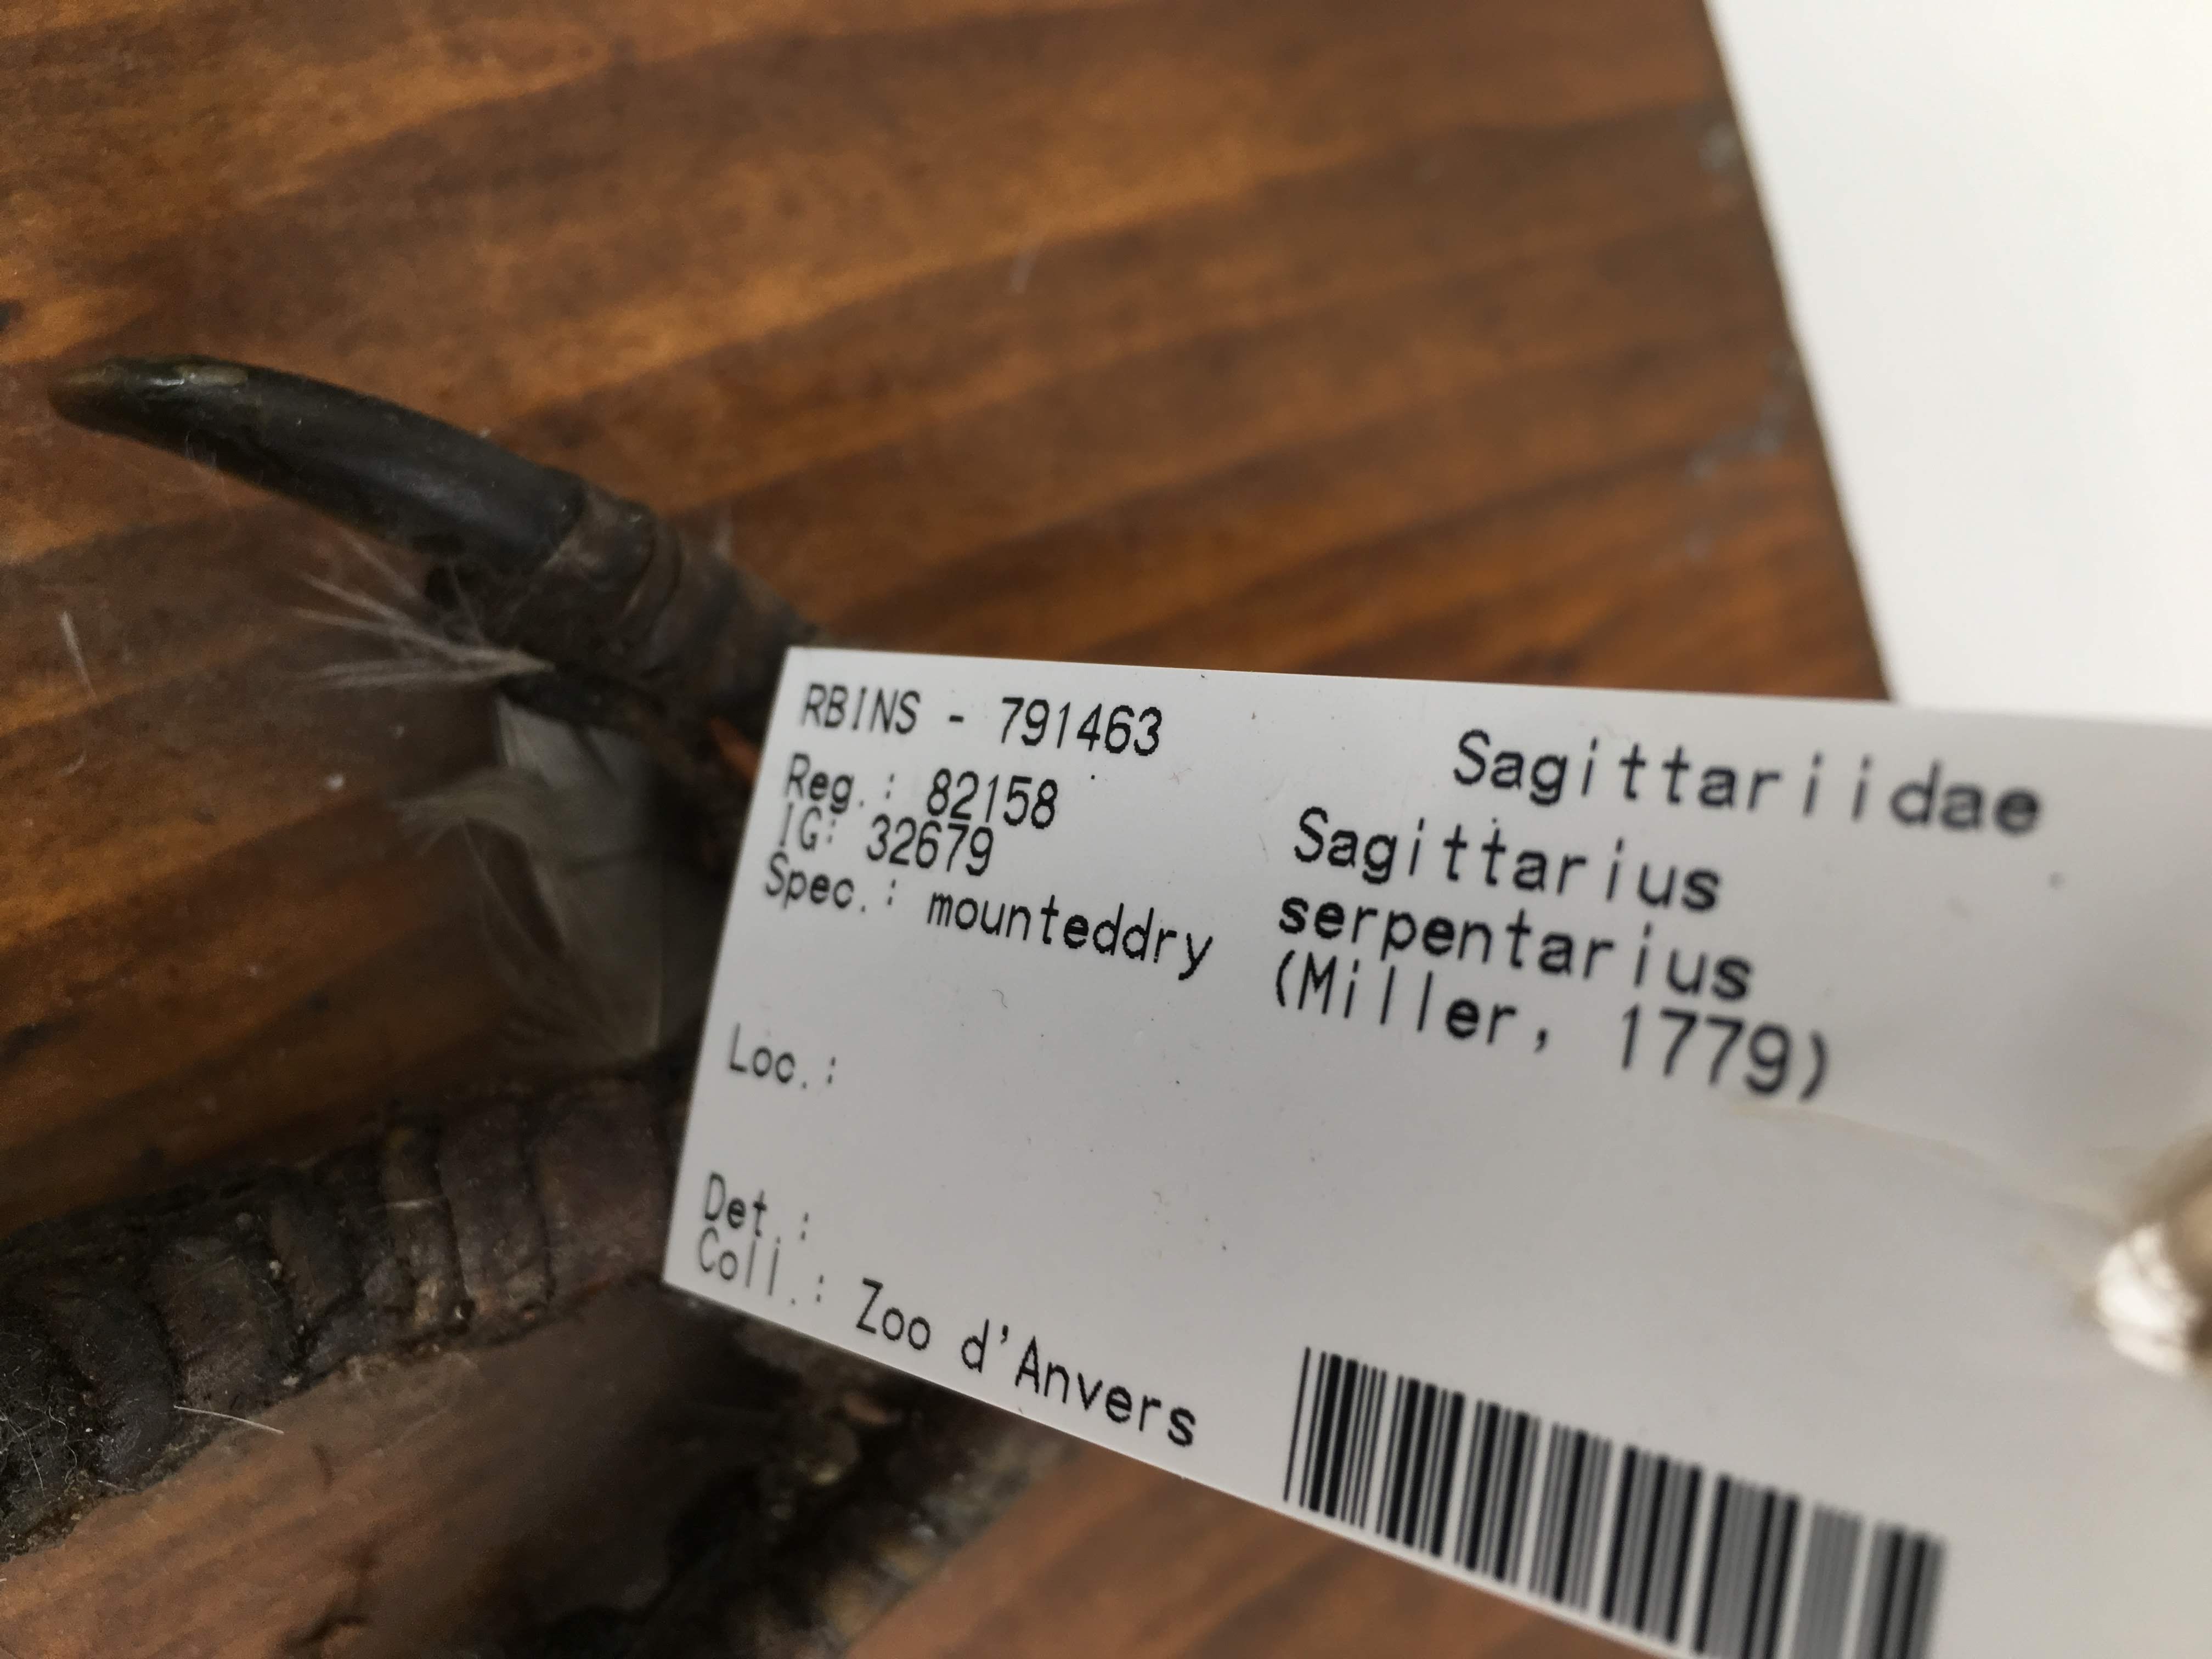 RBINS - 791463
Reg.: 82158
IG: 32679
Spec.: mounteddry
Loc.:
Det.:
Coll.: Zoo d'Anvers
Sagittariidae
Sagittarius
serpentarius
(Miller, 1779)